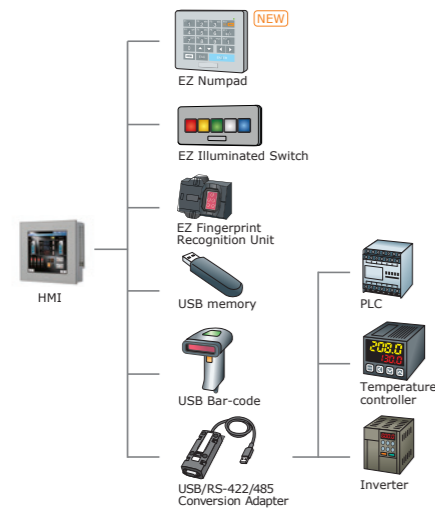 NEW
EZ Numpad
EZ Illuminated Switch
EZ Fingerprint
Recognition Unit
HMI
USB memory
PLC
208.0
130.0
USB Bar-code
Temperature
controller
USB/RS-422/485
Conversion Adapter
Inverter